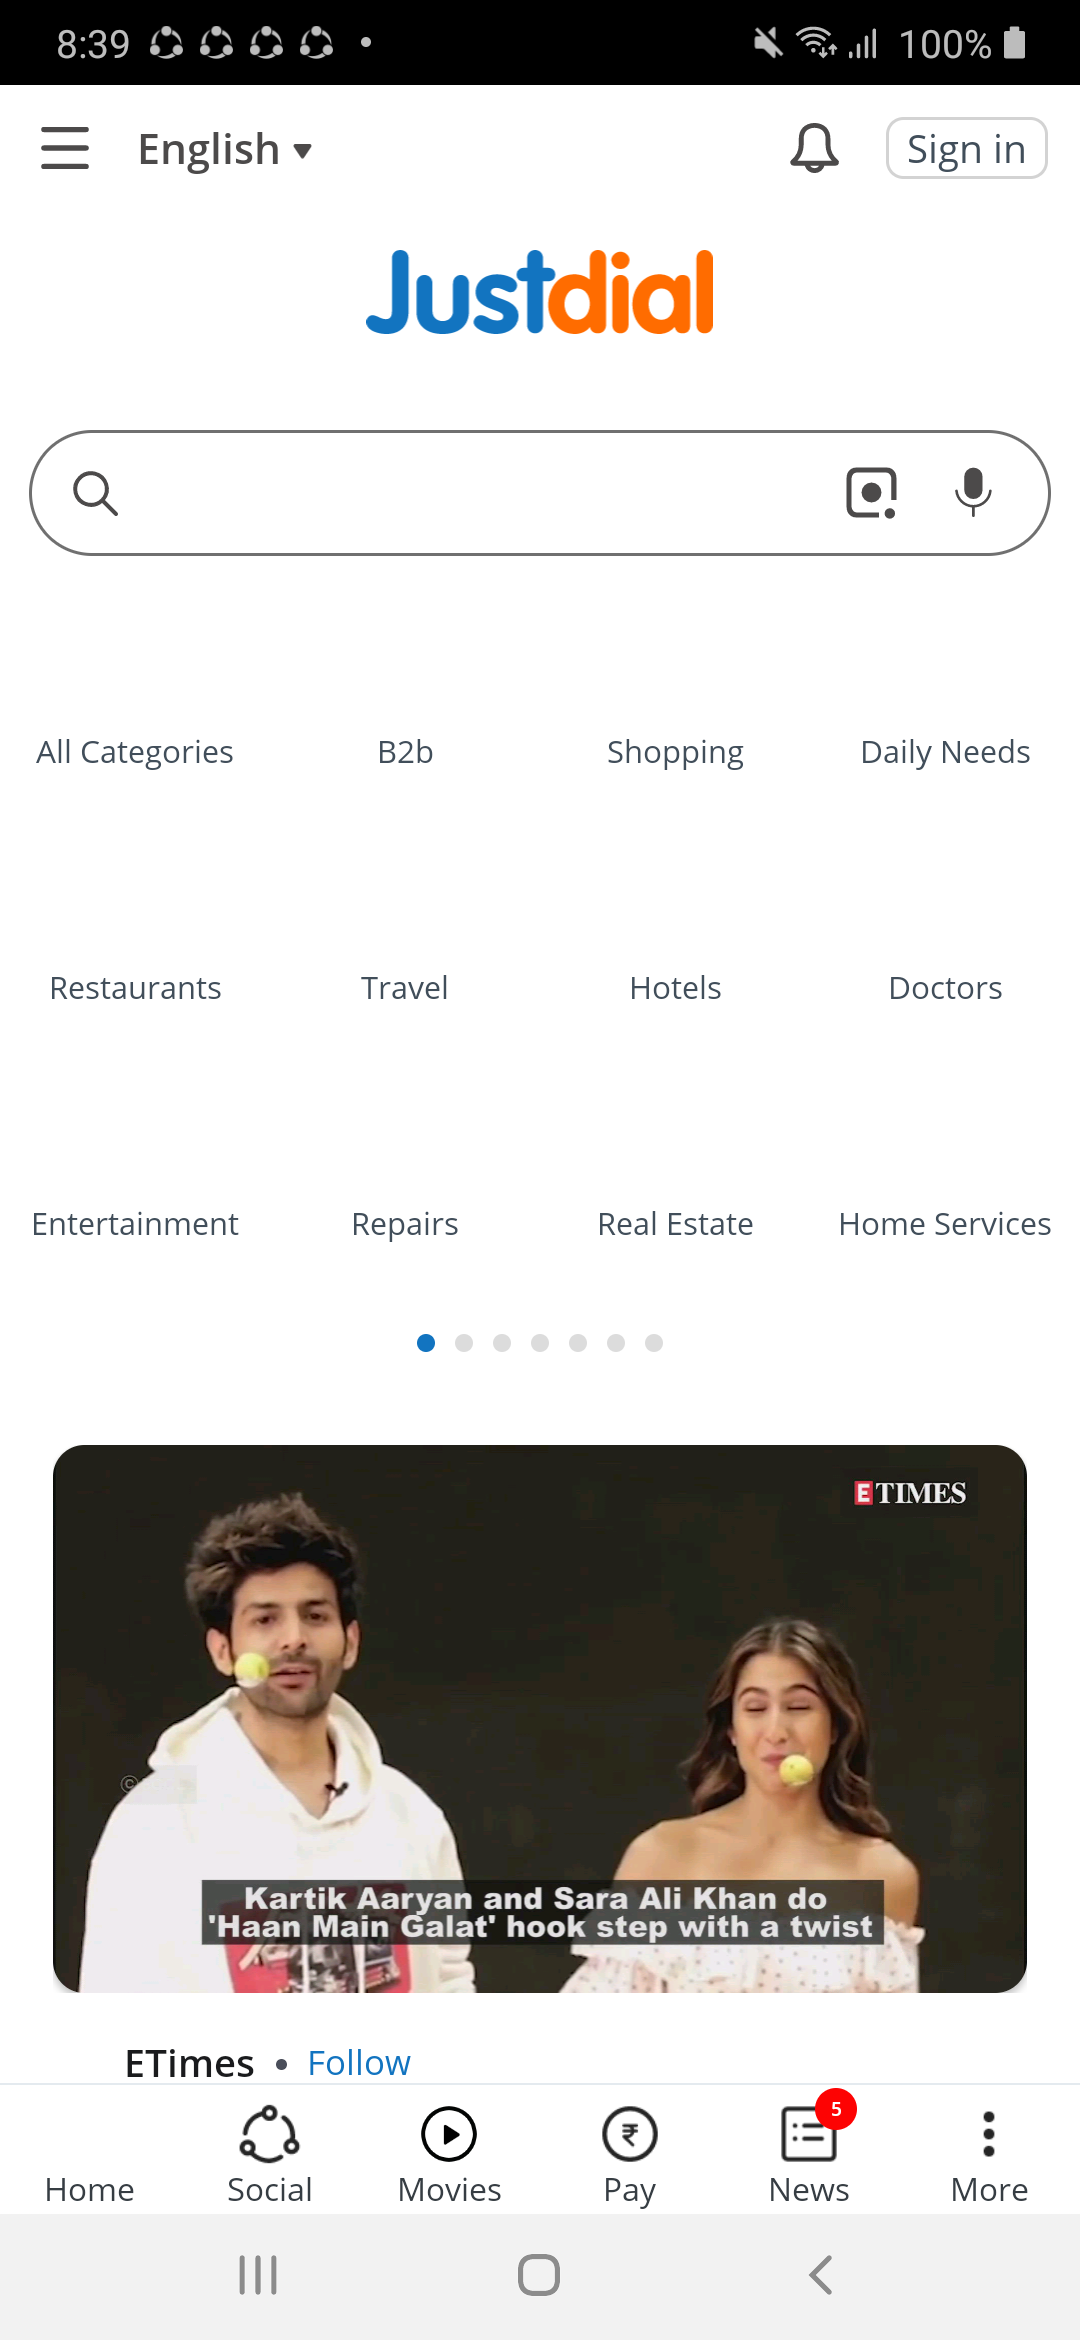 8:39 100%
English Sign in
Justdial
All Categories B2b Shopping Daily Needs
Restaurants Travel Hotels Doctors
Entertainment Repairs Real Estate Home Services
E TIMES
Kartik Aaryan and Sara Ali Khan do
'Haan Main Galat' hook step with a twist
ETimes • Follow
5
Home Social Movies Pay News More